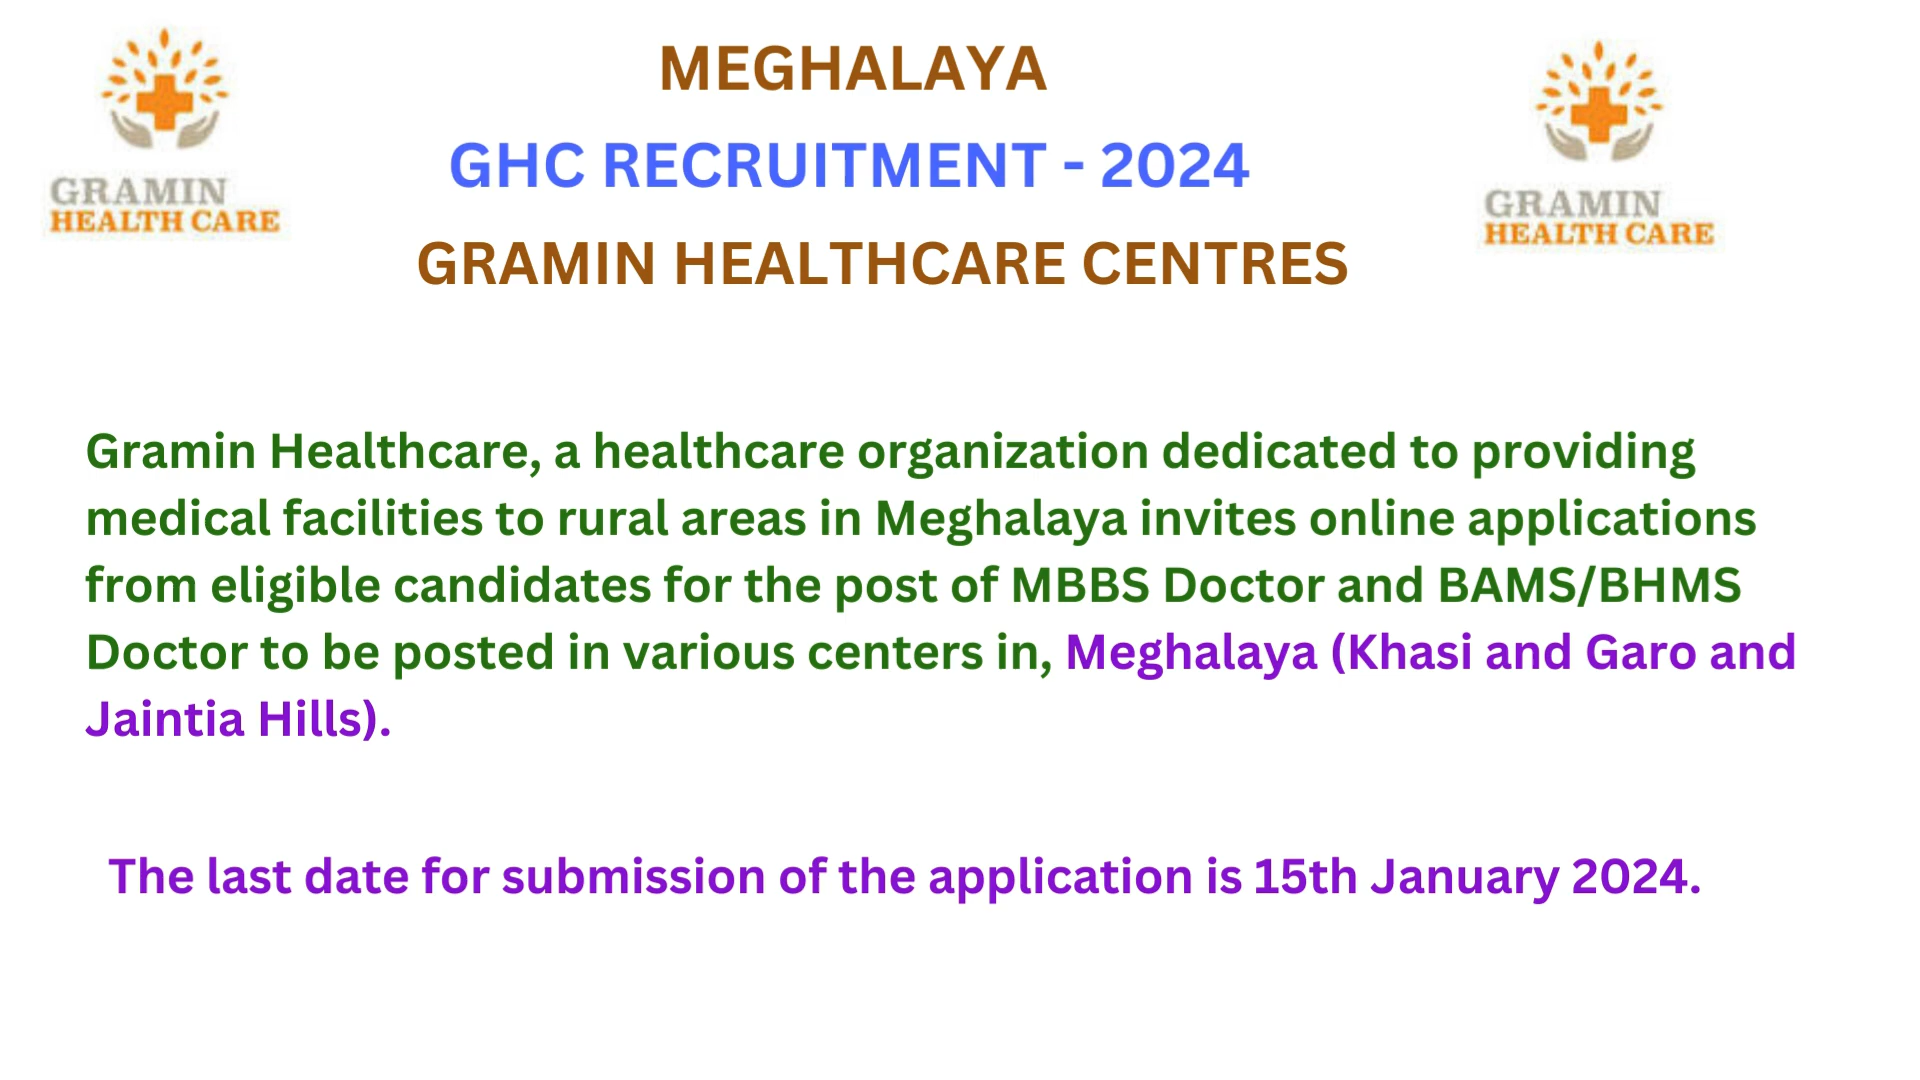 MEGHALAYA
GHC RECRUITMENT - 2024
GRAMIN HEALTHCARE CENTRES
GRAMIN
HEALTH CARE
GRAMIN
HEALTH CARE
Gramin Healthcare, a healthcare organization dedicated to providing
medical facilities to rural areas in Meghalaya invites online applications
from eligible candidates for the post of MBBS Doctor and BAMS/BHMS
Doctor to be posted in various centers in, Meghalaya (Khasi and Garo and
Jaintia Hills).
The last date for submission of the application is 15th January 2024.